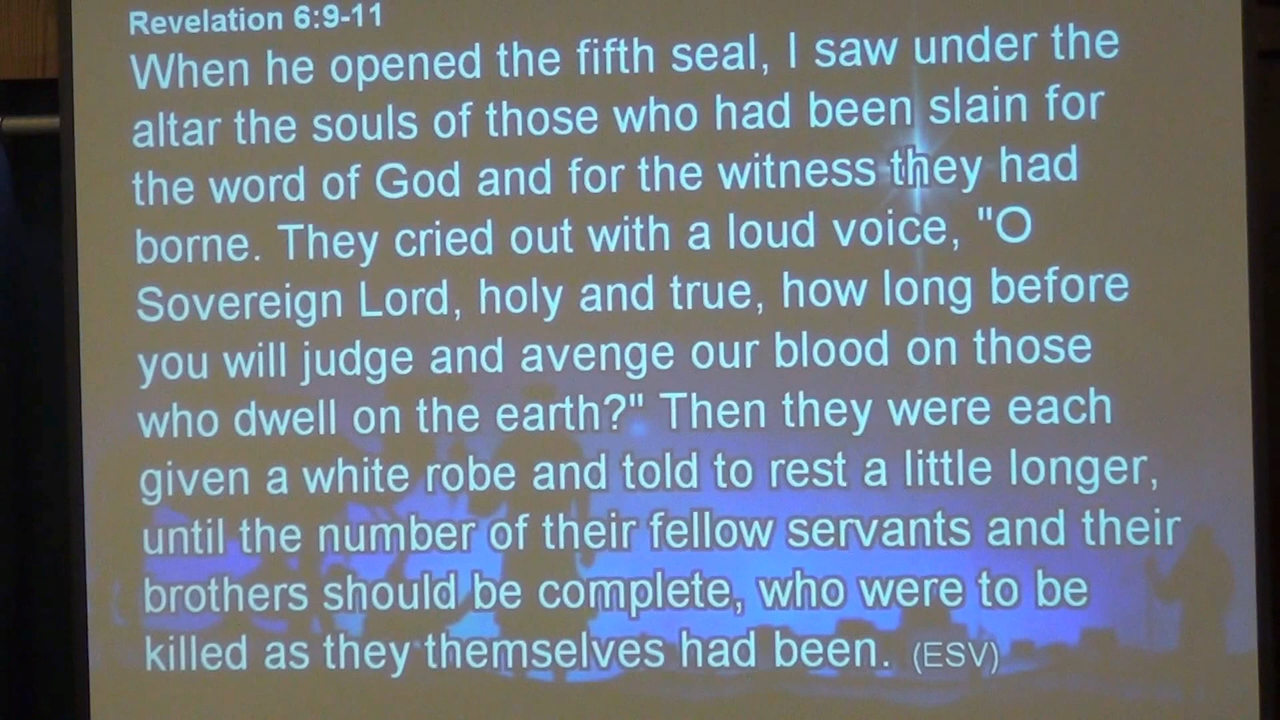 Revelation 6:9-11
When he opened the fifth seal, I saw under the
altar the souls of those who had been slain for
the word of God and for the witness they had
borne. They cried out with a loud voice, "O
Sovereign Lord, holy and true, how long before
you will judge and avenge our blood on those
who dwell on the earth?" Then they were each
given a white robe and told to rest a little longer,
until the number of their fellow servants and their
brothers should be complete, who were to be
killed as they themselves had been. (ESV)